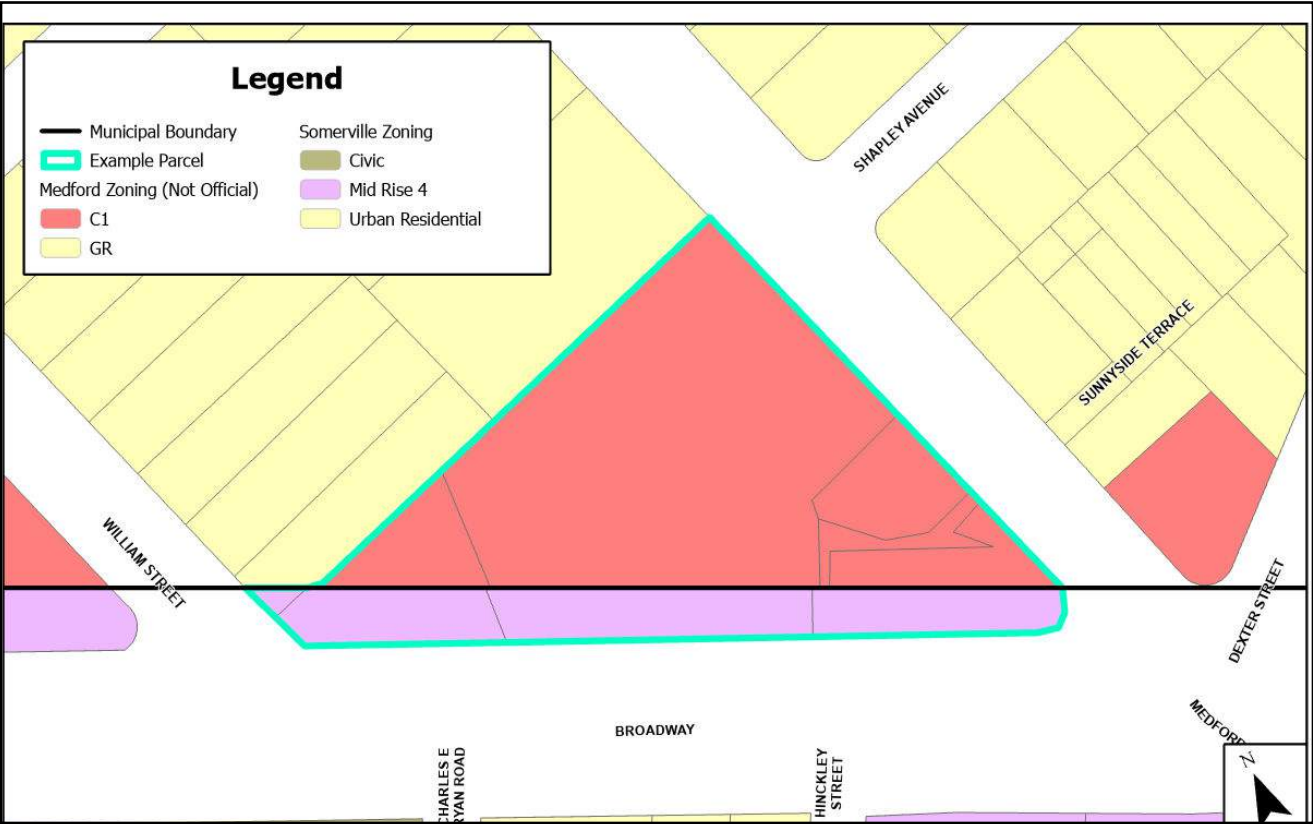 Legend
Municipal Boundary
Example Parcel
Medford Zoning (Not Official)
C1
GR
Somerville Zoning
Civic
Mid Rise 4
Urban Residential
SHAPLEY AVENUE
SUNNYSIDE TERRACE
WILLIAM STREET
DEXTER STREET
BROADWAY
MEDFORD
CHARLES E
RYAN ROAD
HINCKLEY
STREET
N